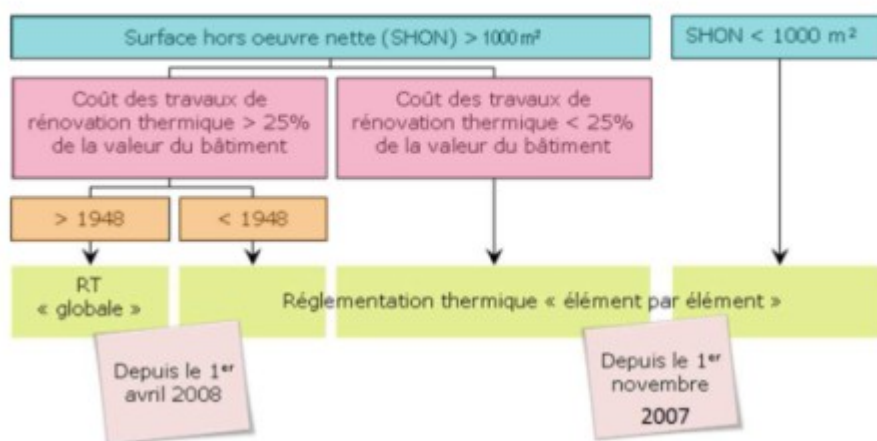 Surface hors oeuvre nette (SHON) > 1000 m²
SHON < 1000 m²
Coût des travaux de
rénovation thermique > 25%
de la valeur du bâtiment
Coût des travaux de
rénovation thermique < 25%
de la valeur du bâtiment
> 1948
< 1948
RT
« globale »
Réglementation thermique « élément par élément »
Depuis le 1er
avril 2008
Depuis le 1er
novembre
2007